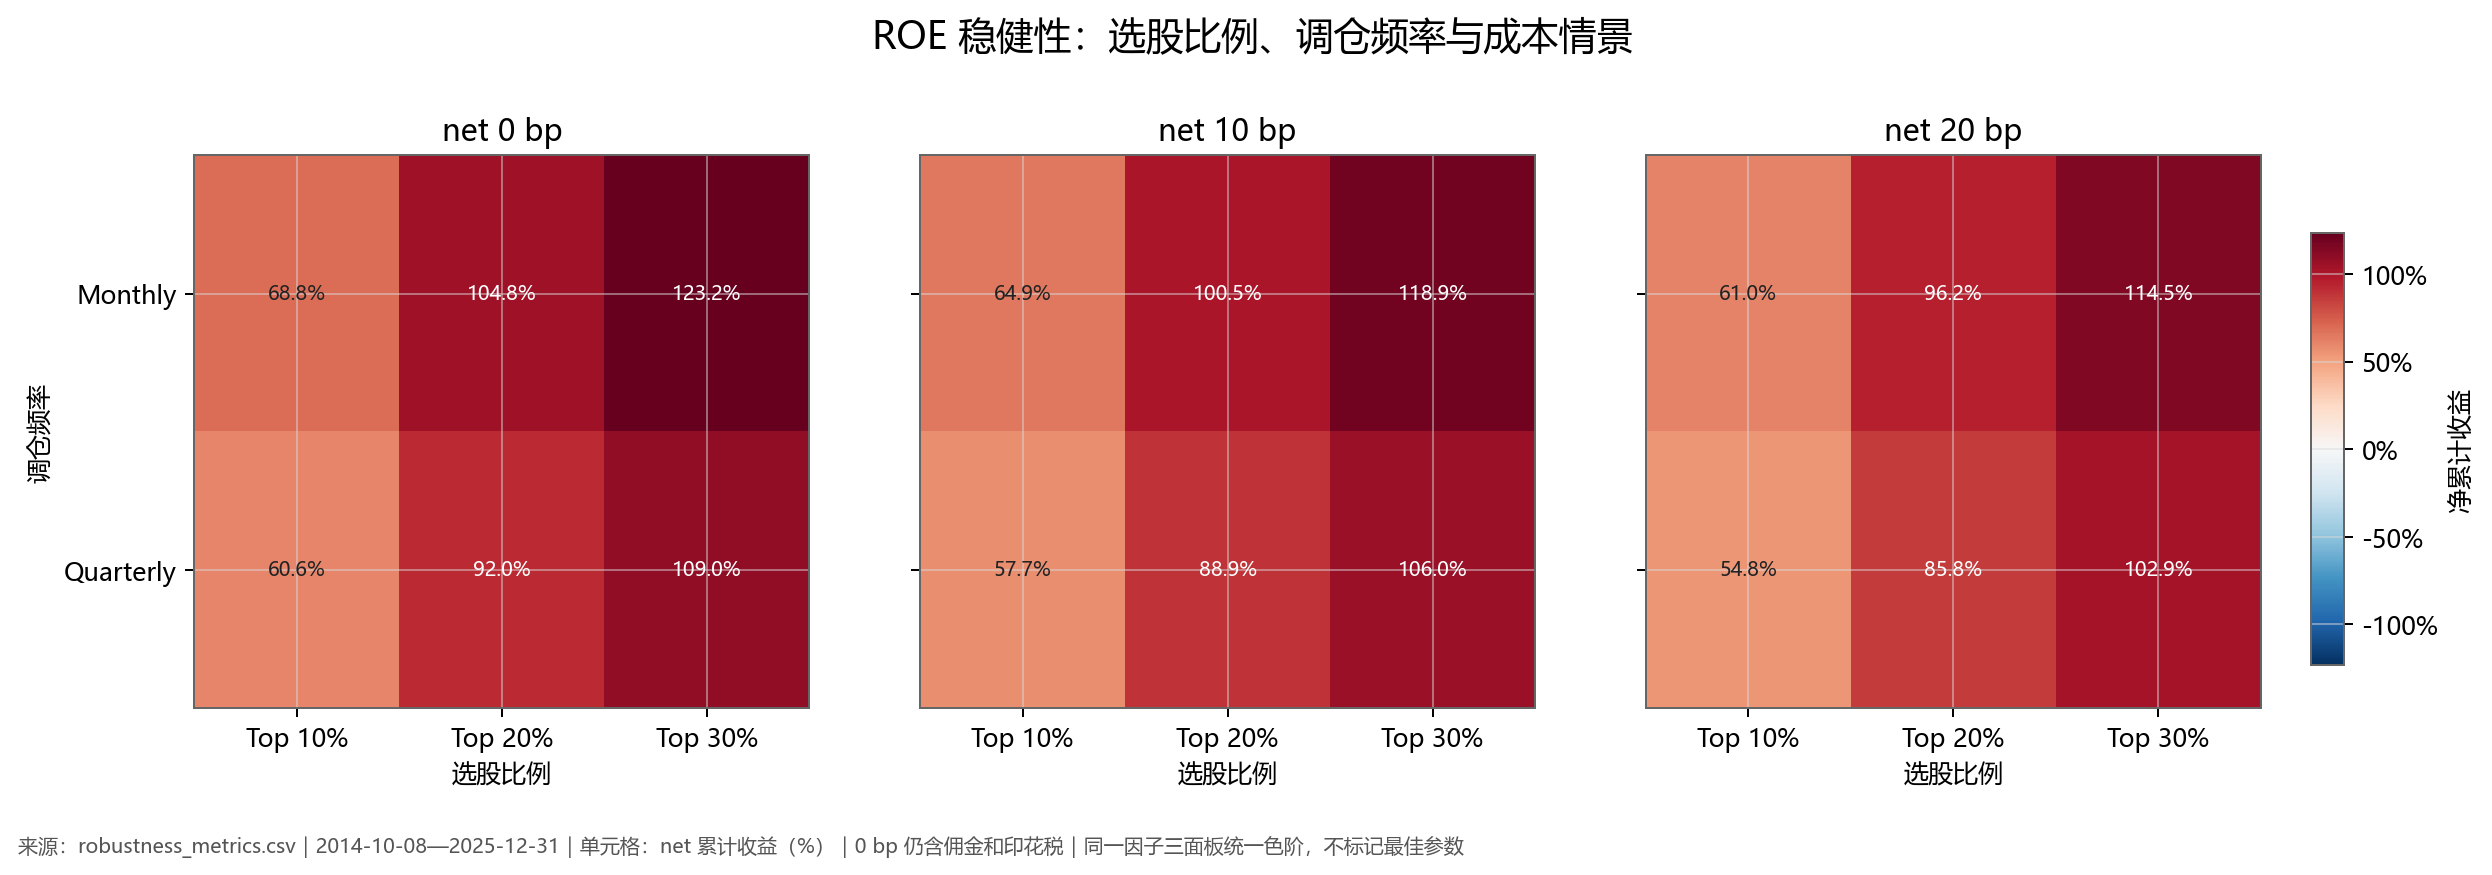 ROE 稳健性：选股比例、调仓频率与成本情景
net 0 bp
net 10 bp
net 20 bp
调仓频率
Monthly
Quarterly
68.8%
104.8%
123.2%
60.6%
92.0%
109.0%
64.9%
100.5%
118.9%
57.7%
88.9%
106.0%
61.0%
96.2%
114.5%
54.8%
85.8%
102.9%
Top 10%
Top 20%
Top 30%
选股比例
Top 10%
Top 20%
Top 30%
选股比例
Top 10%
Top 20%
Top 30%
选股比例
100%
50%
0%
-50%
-100%
净累计收益
来源：robustness_metrics.csv | 2014-10-08—2025-12-31 | 单元格：net 累计收益（%） | 0 bp 仍含佣金和印花税 | 同一因子三面板统一色阶，不标记最佳参数